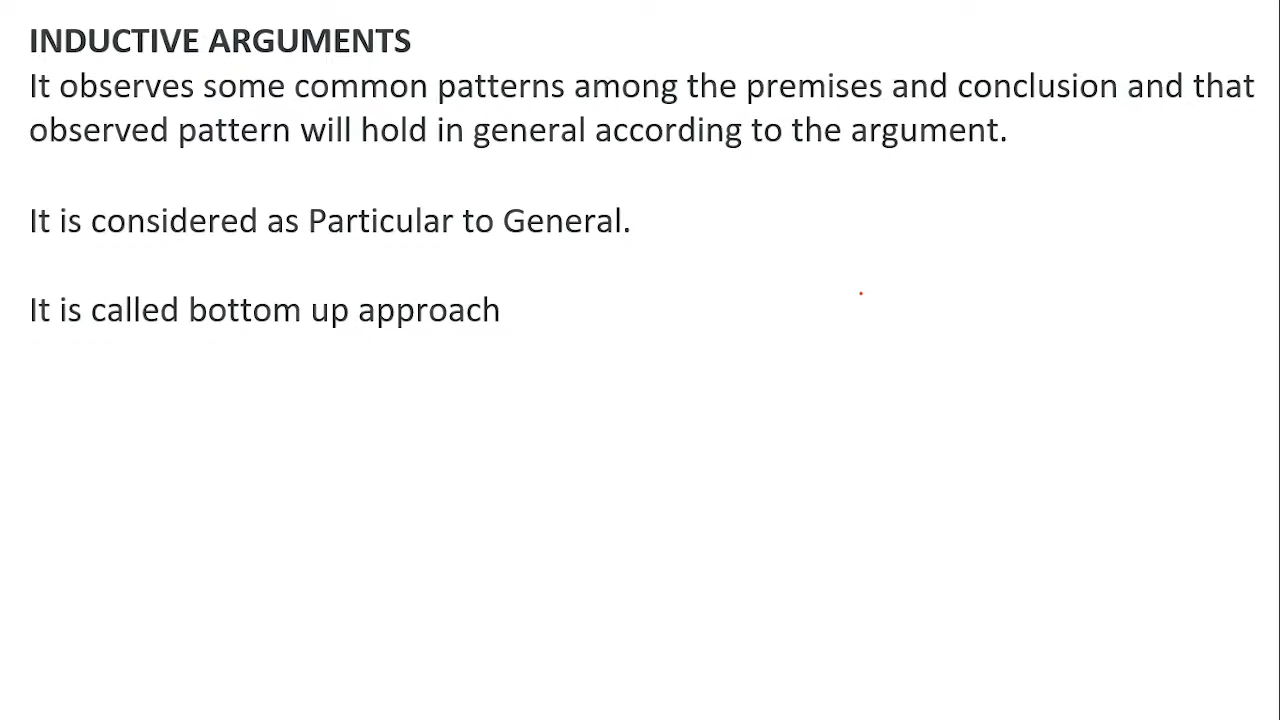 INDUCTIVE ARGUMENTS
It observes some common patterns among the premises and conclusion and that
observed pattern will hold in general according to the argument.
It is considered as Particular to General.
It is called bottom up approach